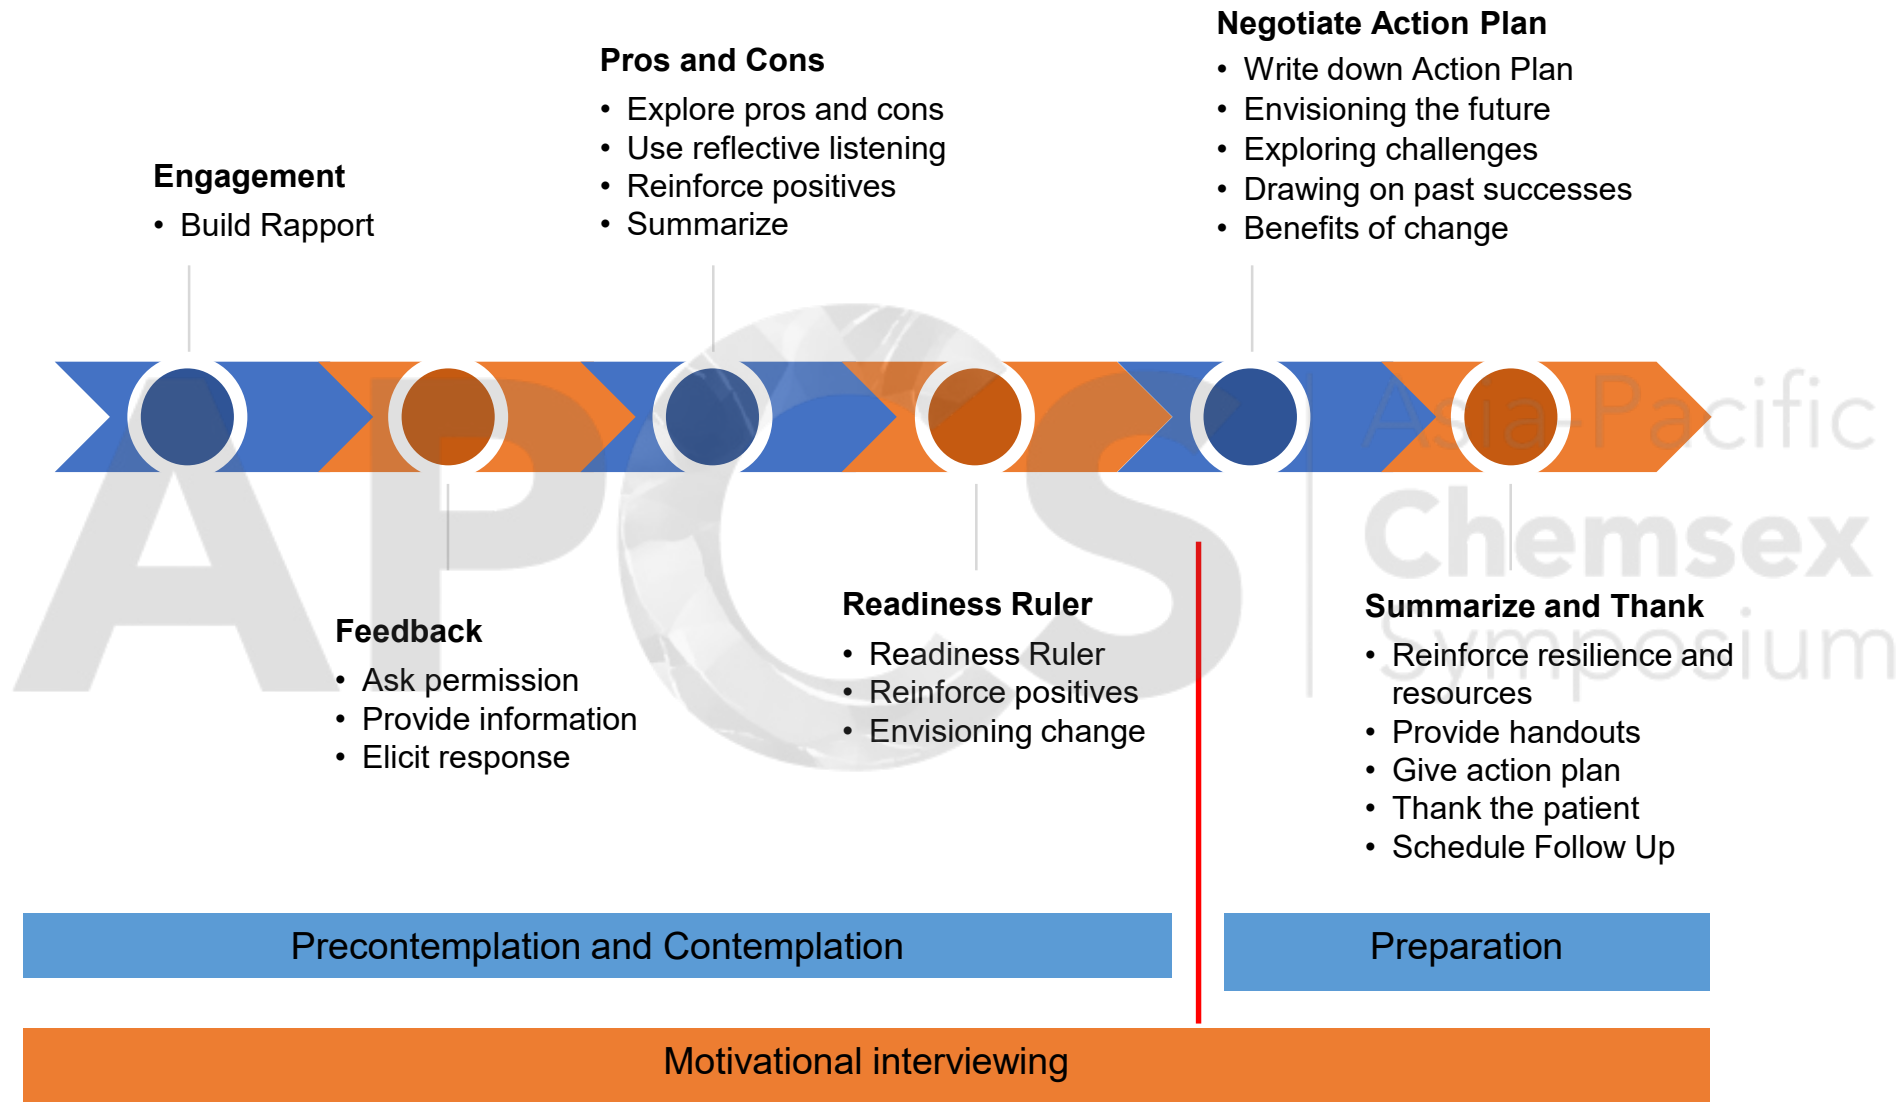 Negotiate Action Plan
• Write down Action Plan
• Envisioning the future
• Exploring challenges
• Drawing on past successes
• Benefits of change
Pros and Cons
• Explore pros and cons
• Use reflective listening
• Reinforce positives
• Summarize
Engagement
• Build Rapport
APCS
Asia-Pacific
Chemsex
Symposium
Feedback
• Ask permission
• Provide information
• Elicit response
Readiness Ruler
• Readiness Ruler
• Reinforce positives
• Envisioning change
Summarize and Thank
• Reinforce resilience and
resources
• Provide handouts
• Give action plan
• Thank the patient
• Schedule Follow Up
Precontemplation and Contemplation
Preparation
Motivational interviewing